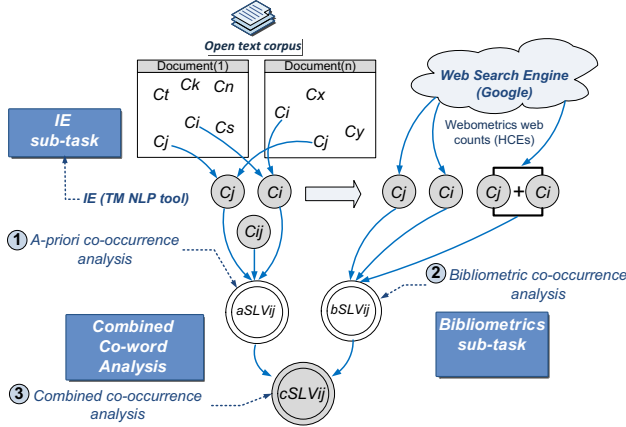 Open text corpus
Document(1)
Document(n)
Ct Ck Cn
Ci Cs
Cj
Cx
Ci
Cj Cy
Web Search Engine
(Google)
Webometrics web
counts (HCEs)
IE
sub-task
IE (TM NLP tool)
Cj Ci
Cij
Cj Ci Cj + Ci
1 A-priori co-occurrence
analysis
2 Bibliometric co-occurrence
analysis
aSLVij
bSLVij
Combined
Co-word
Analysis
Bibliometrics
sub-task
3 Combined co-occurrence
analysis
cSLVij